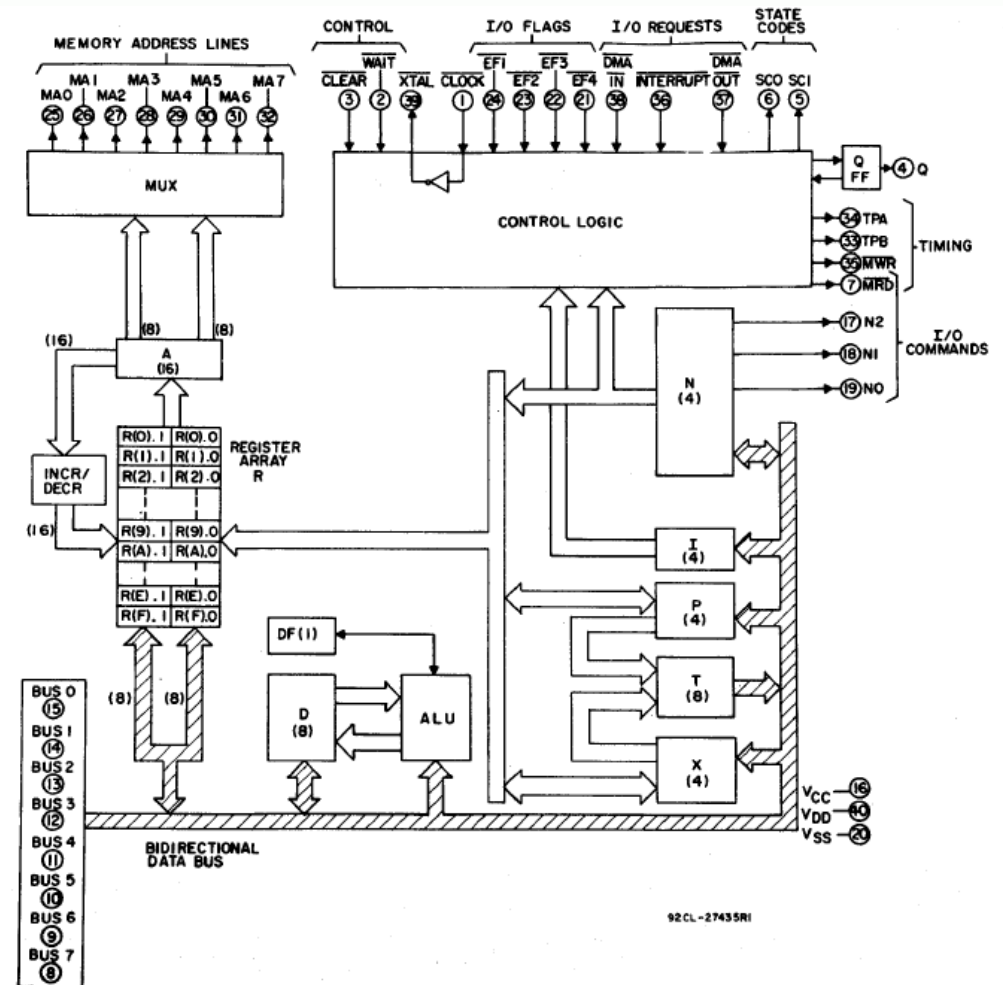 MEMORY ADDRESS LINES
MA0 MA1 MA2 MA3 MA4 MA5 MA6 MA7
25 26 27 28 29 30 31 32
MUX
CONTROL
CLEAR WAIT XTAL CLOCK
3 2 39 1
I/O FLAGS
EF1 EF2 EF3 EF4
24 23 22 21
I/O REQUESTS
DMA IN INTERRUPT DMA OUT
38 36 37
STATE
CODES
SC0 SC1
6 5
CONTROL LOGIC
Q
FF
4 Q
34 TPA
33 TPB
35 MWR
7 MRD
TIMING
17 N2
18 N1
19 N0
I/O
COMMANDS
(8) (8)
(16)
A
(16)
INCR/
DECR
(16)
REGISTER
ARRAY
R
R(0).1 R(0).0
R(1).1 R(1).0
R(2).1 R(2).0
R(9).1 R(9).0
R(A).1 R(A).0
R(E).1 R(E).0
R(F).1 R(F).0
(8) (8)
N
(4)
I
(4)
P
(4)
T
(8)
X
(4)
DF(1)
D
(8)
ALU
BUS 0
15
BUS 1
14
BUS 2
13
BUS 3
12
BUS 4
11
BUS 5
10
BUS 6
9
BUS 7
8
BIDIRECTIONAL
DATA BUS
VCC 16
VDD 40
VSS 20
92CL-27435R1